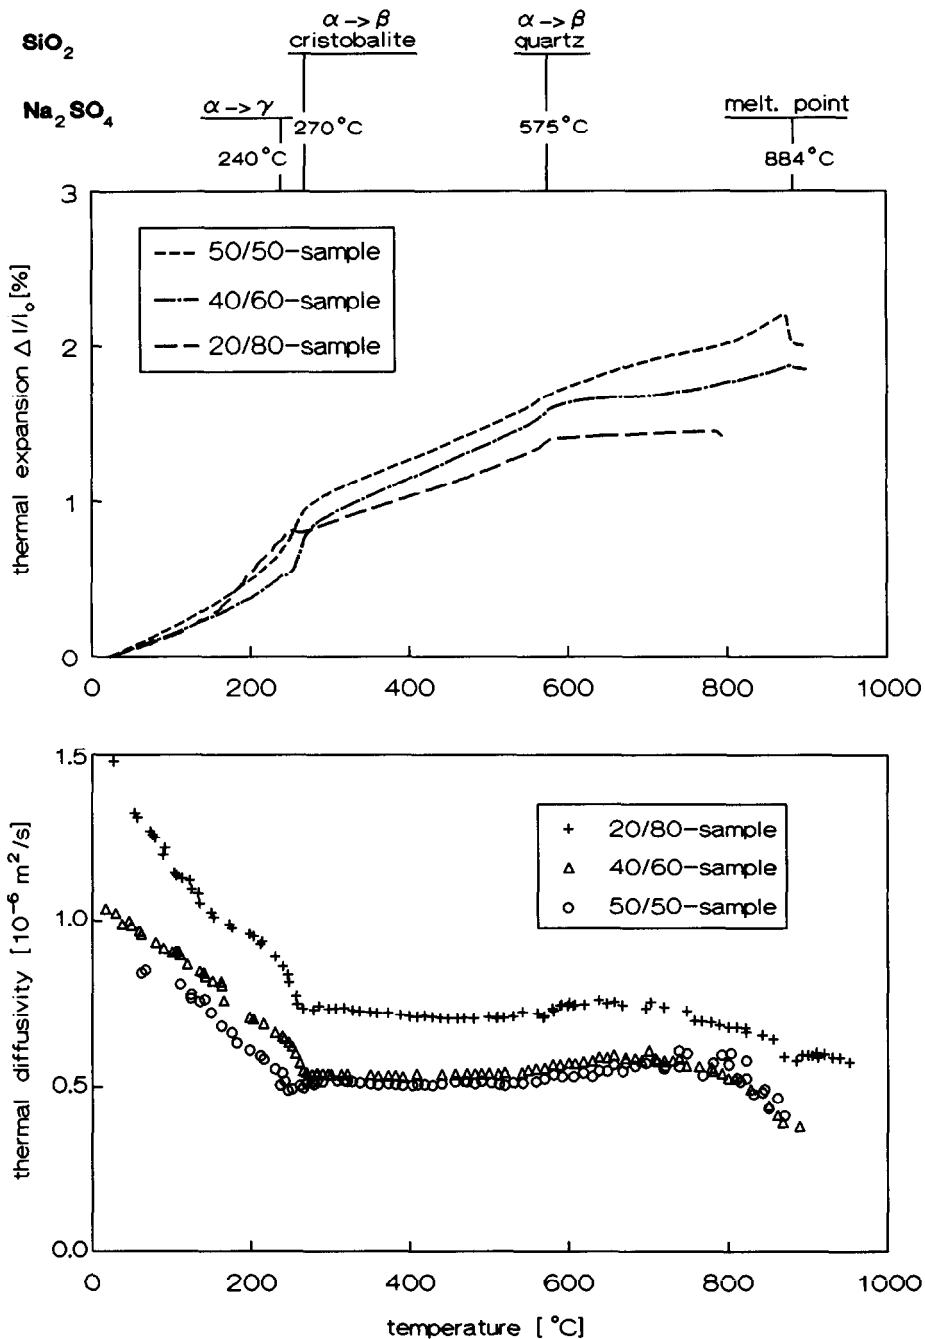 SiO2
α –> β
cristobalite
α –> β
quartz
Na2SO4
α –> γ
melt. point
240°C
270°C
575°C
884°C
thermal expansion Δ l/l₀ [%]
3
2
1
0
50/50–sample
40/60–sample
20/80–sample
0 200 400 600 800 1000
thermal diffusivity [10⁻⁶ m²/s]
1.5
1.0
0.5
0.0
20/80–sample
40/60–sample
50/50–sample
0 200 400 600 800 1000
temperature [ °C]